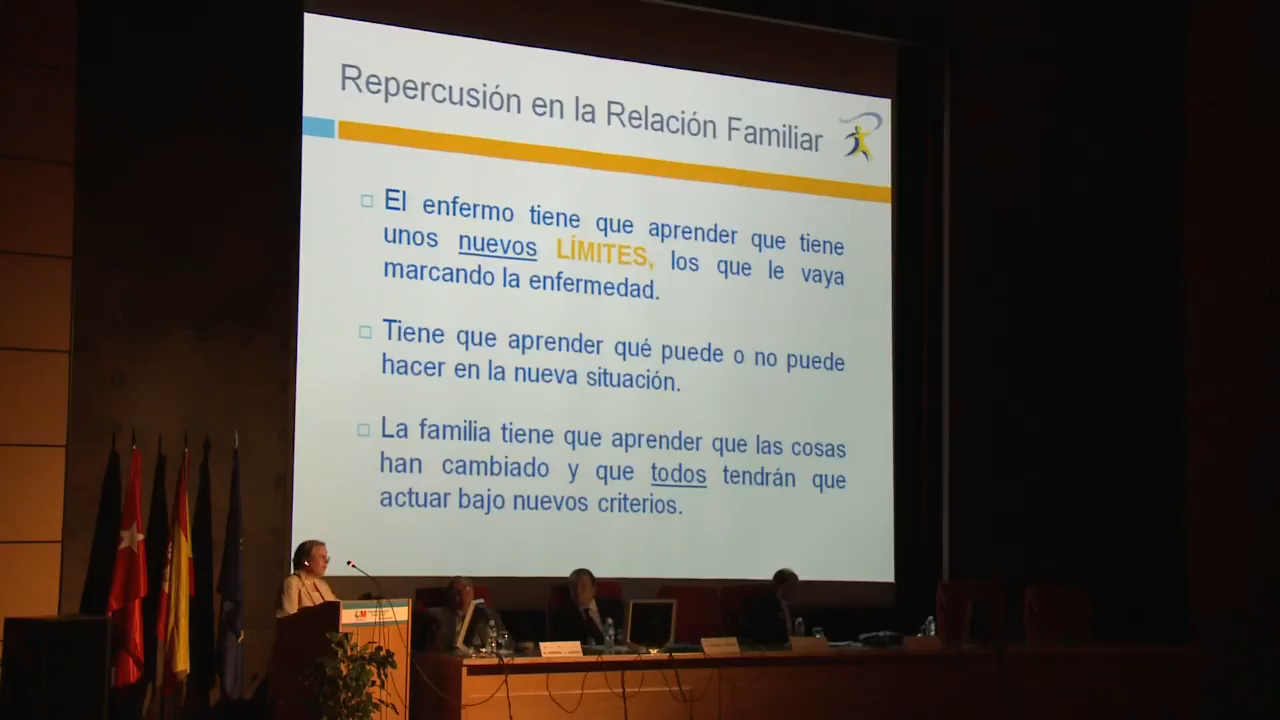 Repercusión en la Relación Familiar
El enfermo tiene que aprender que tiene
unos nuevos LÍMITES, los que le vaya
marcando la enfermedad.
Tiene que aprender qué puede o no puede
hacer en la nueva situación.
La familia tiene que aprender que las cosas
han cambiado y que todos tendrán que
actuar bajo nuevos criterios.